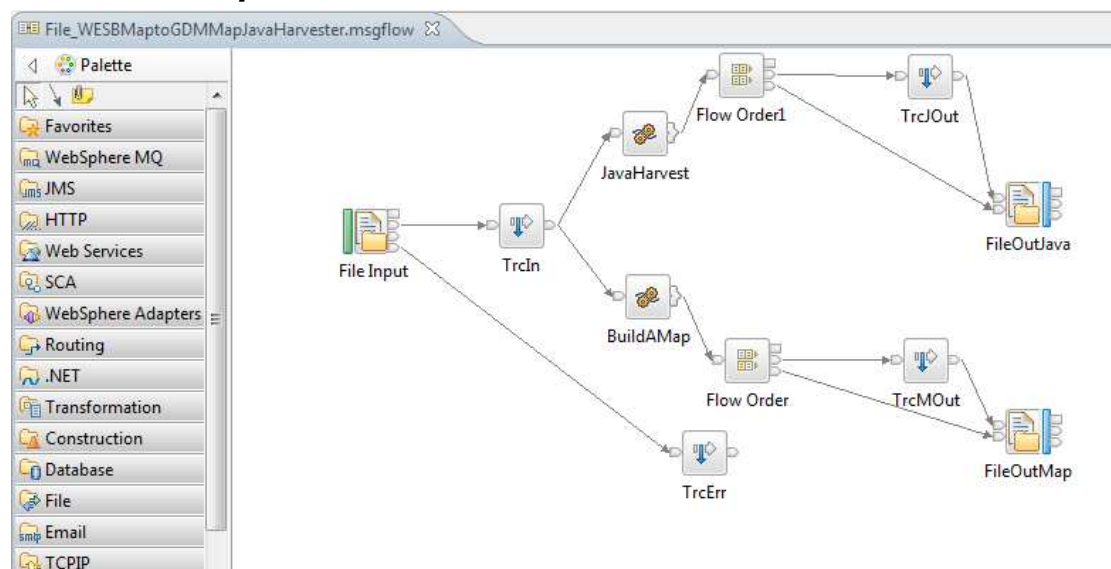 File_WESBMaptoGDMMapJavaHarvester.msgflow
Palette
Favorites
WebSphere MQ
JMS
HTTP
Web Services
SCA
WebSphere Adapters
Routing
.NET
Transformation
Construction
Database
File
Email
TCPIP
Flow Order1
TrcJOut
JavaHarvest
FileOutJava
File Input
TrcIn
BuildAMap
Flow Order
TrcMOut
FileOutMap
TrcErr